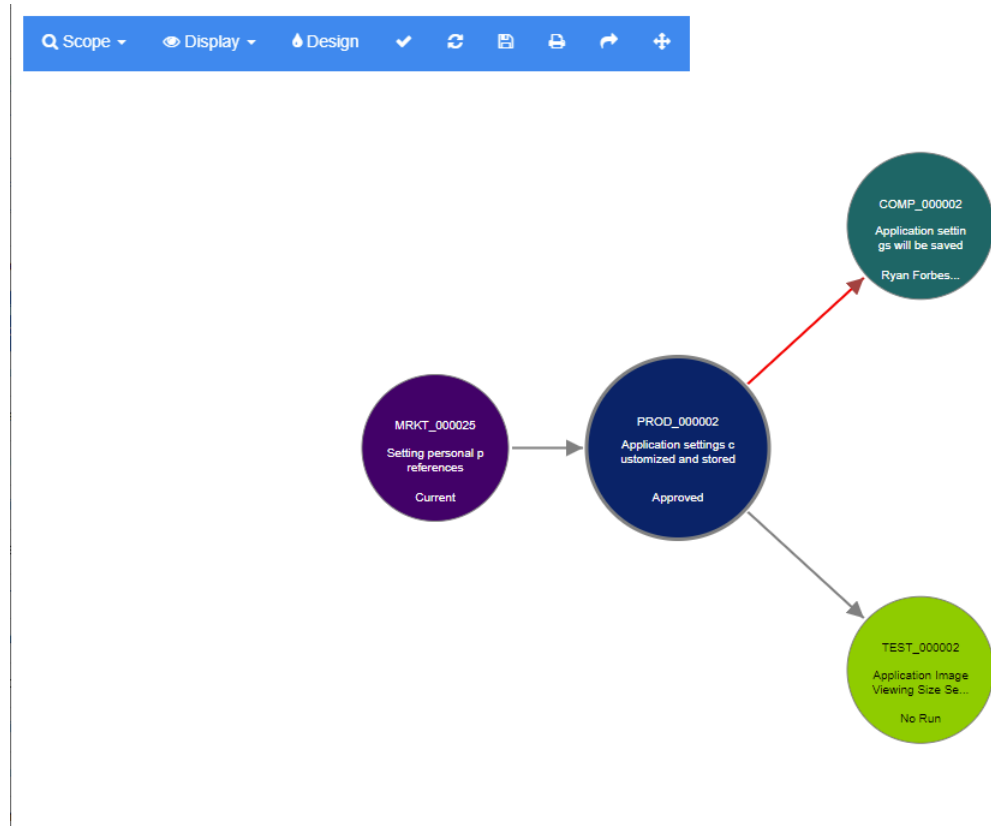 Scope
Display
Design
COMP_000002
Application settin
gs will be saved
Ryan Forbes...
MRKT_000025
Setting personal p
references
Current
PROD_000002
Application settings c
ustomized and stored
Approved
TEST_000002
Application Image
Viewing Size Se...
No Run